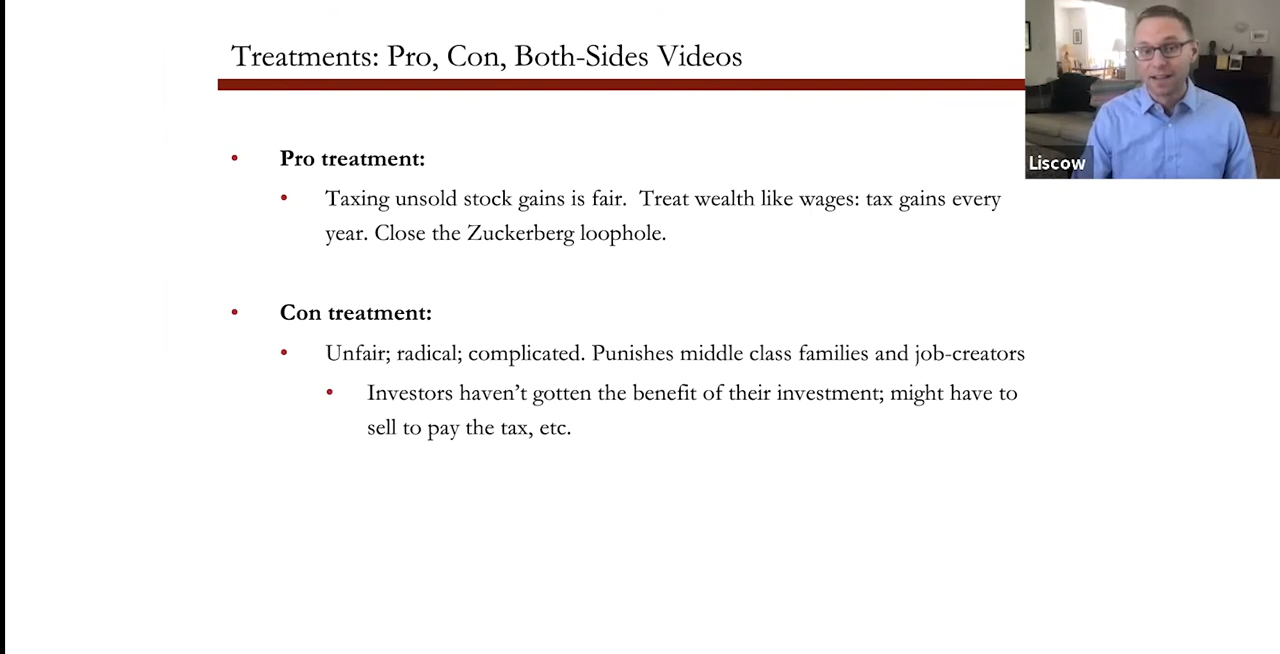 Treatments: Pro, Con, Both-Sides Videos
Liscow
• Pro treatment:
• Taxing unsold stock gains is fair.  Treat wealth like wages: tax gains every
year. Close the Zuckerberg loophole.
• Con treatment:
• Unfair; radical; complicated. Punishes middle class families and job-creators
• Investors haven’t gotten the benefit of their investment; might have to
sell to pay the tax, etc.